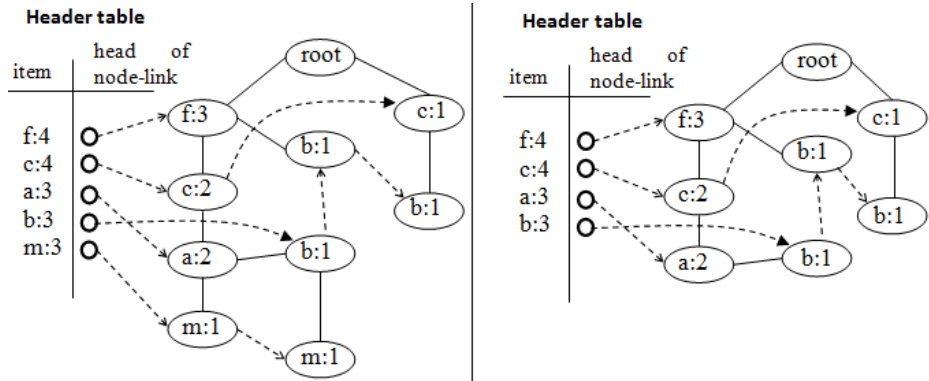 Header table
item
head of
node-link
f:4
c:4
a:3
b:3
m:3
root
f:3
c:1
b:1
c:2
b:1
a:2
b:1
m:1
m:1
Header table
item
head of
node-link
f:4
c:4
a:3
b:3
root
f:3
c:1
b:1
c:2
b:1
a:2
b:1